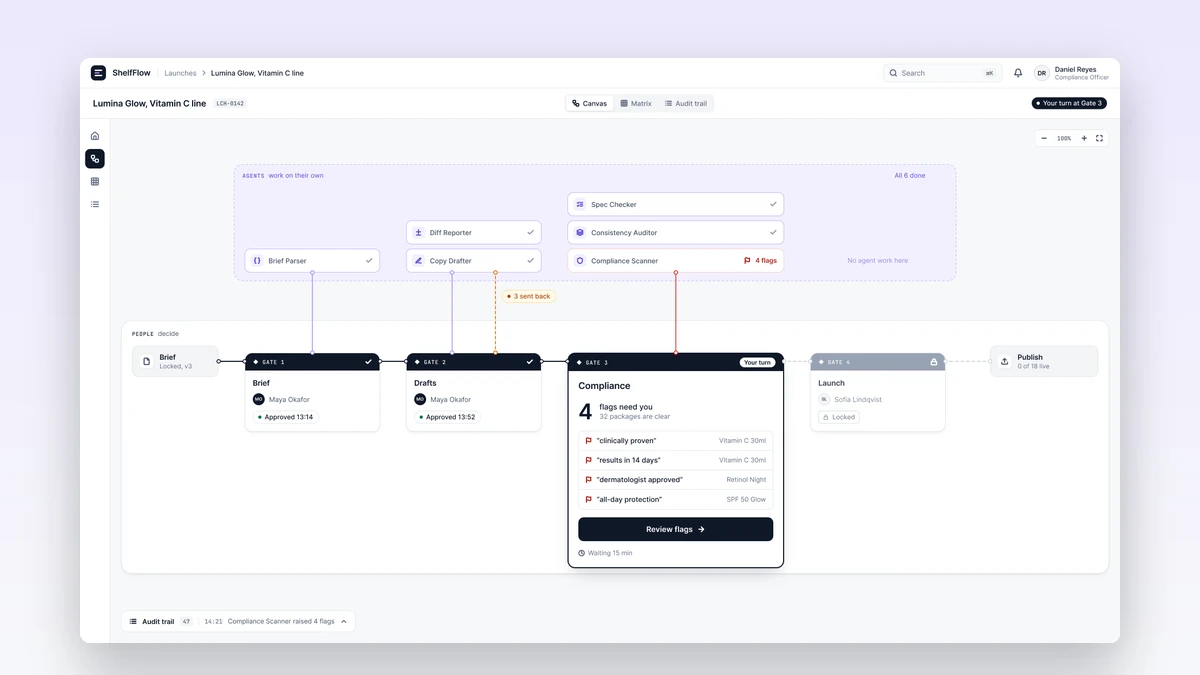 ShelfFlow
Launches
Lumina Glow, Vitamin C line
Search
⌘K
DR
Daniel Reyes
Compliance Officer
Lumina Glow, Vitamin C line
LCH-0142
Canvas
Matrix
Audit trail
Your turn at Gate 3
100%
AGENTS work on their own
All 6 done
Spec Checker
Diff Reporter
Consistency Auditor
Brief Parser
Copy Drafter
Compliance Scanner
4 flags
No agent work here
3 sent back
PEOPLE decide
Brief
Locked, v3
GATE 1
Brief
MO
Maya Okafor
Approved 13:14
GATE 2
Drafts
MO
Maya Okafor
Approved 13:52
GATE 3
Your turn
Compliance
4
flags need you
32 packages are clear
"clinically proven"
Vitamin C 30ml
"results in 14 days"
Vitamin C 30ml
"dermatologist approved"
Retinol Night
"all-day protection"
SPF 50 Glow
Review flags
Waiting 15 min
GATE 4
Launch
SL
Sofia Lindqvist
Locked
Publish
0 of 18 live
Audit trail
47
14:21
Compliance Scanner raised 4 flags